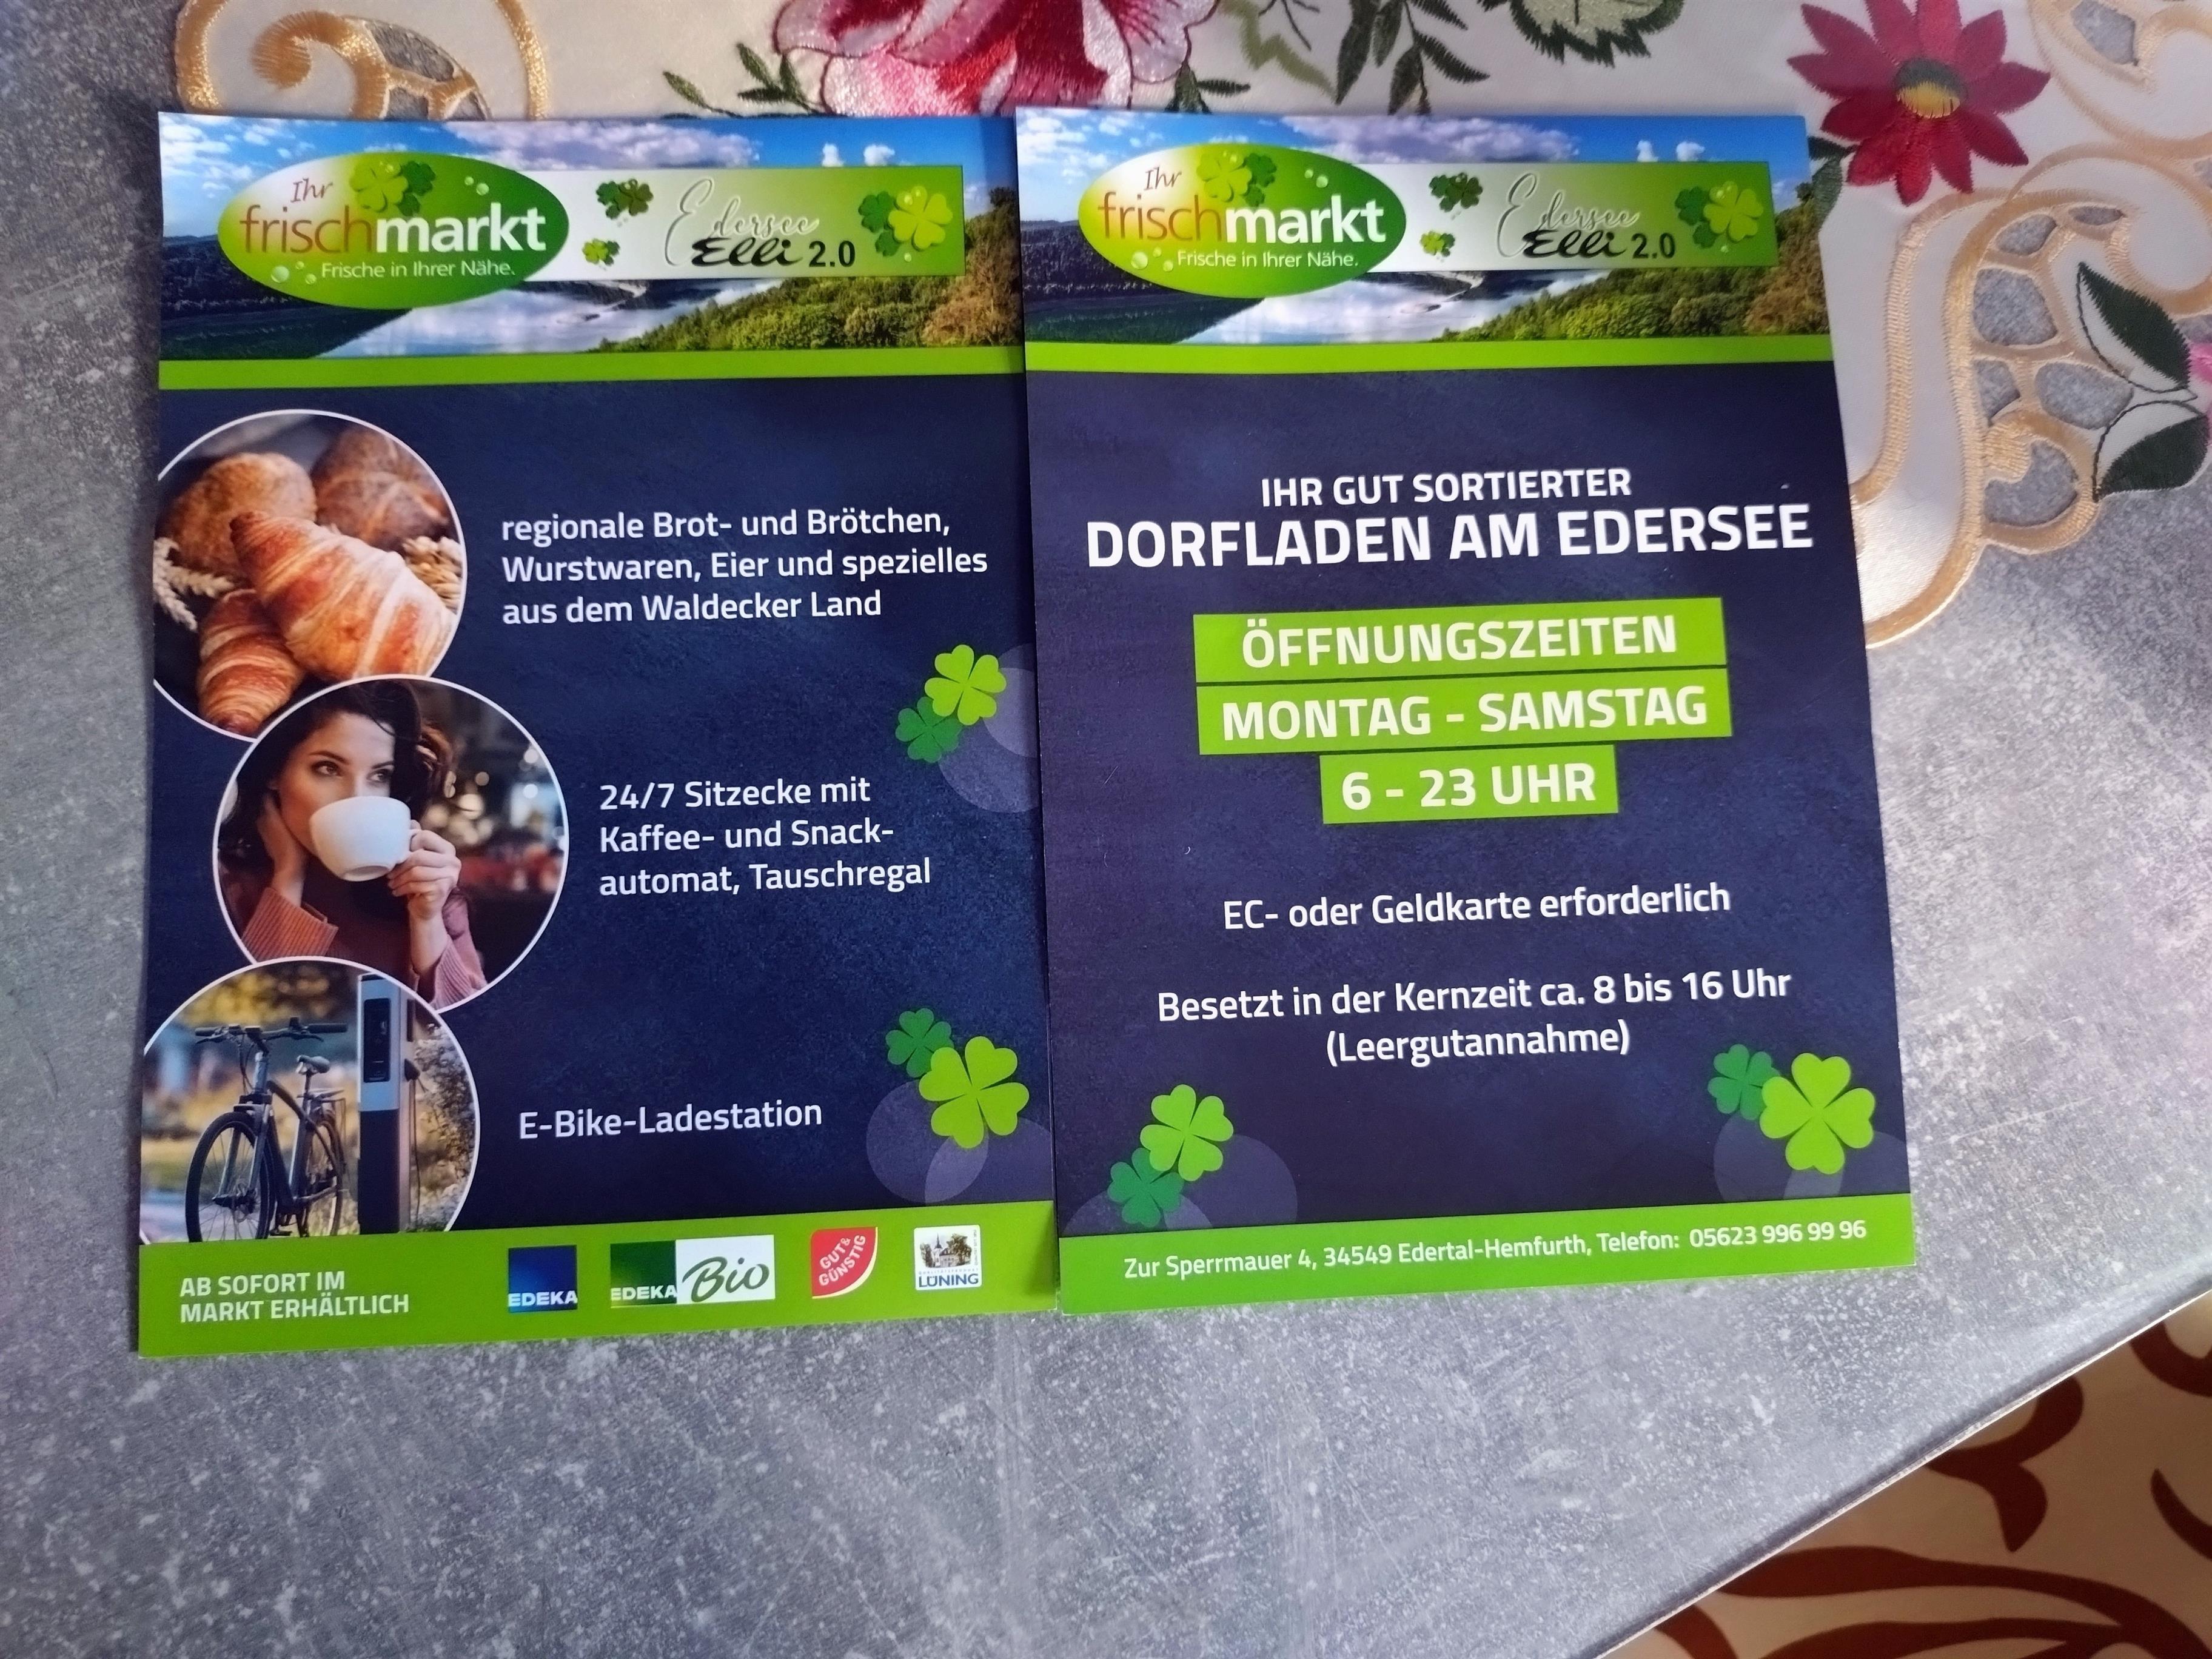 Ihr
frischmarkt
Frische in Ihrer Nähe.
Edersee
Elli 2.0
regionale Brot- und Brötchen,
Wurstwaren, Eier und spezielles
aus dem Waldecker Land
24/7 Sitzecke mit
Kaffee- und Snack-
automat, Tauschregal
E-Bike-Ladestation
AB SOFORT IM
MARKT ERHÄLTLICH
EDEKA
EDEKA Bio
GUT&
GÜNSTIG
LÜNING
Ihr
frischmarkt
Frische in Ihrer Nähe.
Edersee
Elli 2.0
IHR GUT SORTIERTER
DORFLADEN AM EDERSEE
ÖFFNUNGSZEITEN
MONTAG - SAMSTAG
6 - 23 UHR
EC- oder Geldkarte erforderlich
Besetzt in der Kernzeit ca. 8 bis 16 Uhr
(Leergutannahme)
Zur Sperrmauer 4, 34549 Edertal-Hemfurth, Telefon: 05623 996 99 96